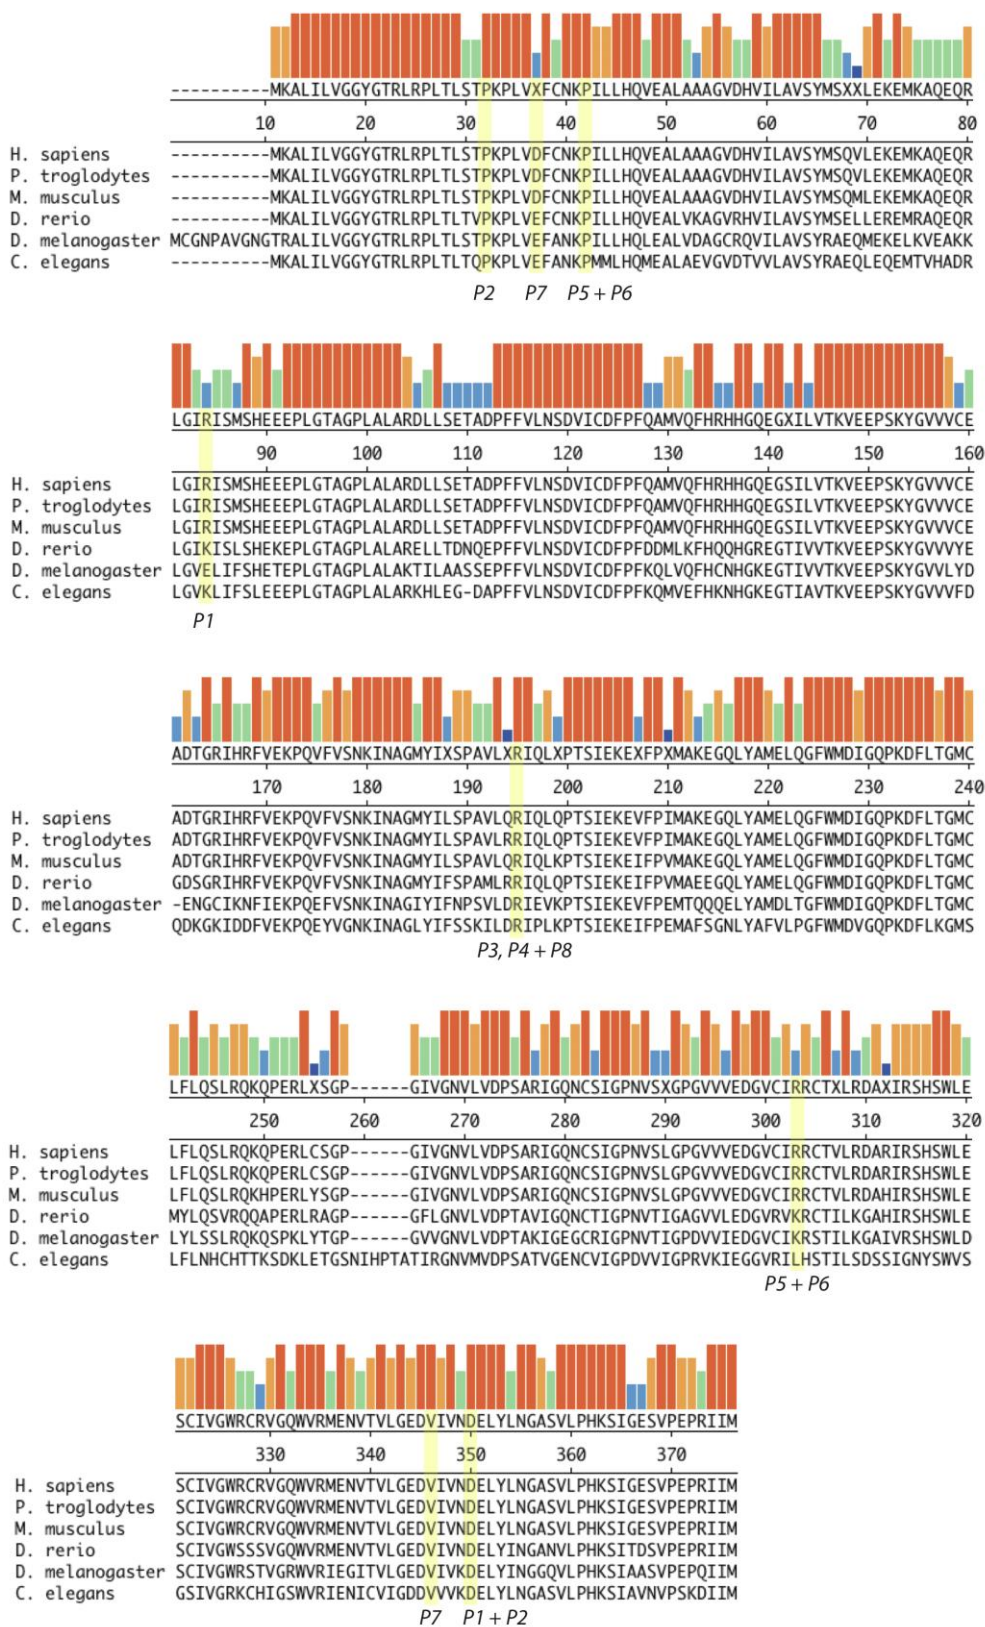 ----------MKALILVGGYGTRLRPLTLSTPKPLVXFCNKPILLHQVEALAAAGVDHVILAVSYMSXXLEKEMKAQEQR
10 20 30 40 50 60 70 80
H. sapiens ----------MKALILVGGYGTRLRPLTLSTPKPLVDFCNKPILLHQVEALAAAGVDHVILAVSYMSQVLEKEMKAQEQR
P. troglodytes ----------MKALILVGGYGTRLRPLTLSTPKPLVDFCNKPILLHQVEALAAAGVDHVILAVSYMSQVLEKEMKAQEQR
M. musculus ----------MKALILVGGYGTRLRPLTLSTPKPLVDFCNKPILLHQVEALAAAGVDHVILAVSYMSQMLEKEMKAQEQR
D. rerio ----------MKALILVGGYGTRLRPLTLTVPKPLVEFCNKPILLHQVEALVKAGVRHVILAVSYMSELLEREMRAQEQR
D. melanogaster MCGNPAVGNGTRALILVGGYGTRLRPLTLSTPKPLVEFANKPILLHQLEALVDAGCRQVILAVSYRAEQMEKELKVEAKK
C. elegans ----------MKALILVGGYGTRLRPLTLTQPKPLVEFANKPMMLHQMEALAEVGVDTVVLAVSYRAEQLEQEMTVHADR
P2 P7 P5 + P6
LGIRISMSHEEEPLGTAGPLALARDLLSETADPFFVLNSDVICDFPFQAMVQFHRHHGQEGXILVTKVEEPSKYGVVVCE
90 100 110 120 130 140 150 160
H. sapiens LGIRISMSHEEEPLGTAGPLALARDLLSETADPFFVLNSDVICDFPFQAMVQFHRHHGQEGSILVTKVEEPSKYGVVVCE
P. troglodytes LGIRISMSHEEEPLGTAGPLALARDLLSETADPFFVLNSDVICDFPFQAMVQFHRHHGQEGSILVTKVEEPSKYGVVVCE
M. musculus LGIRISMSHEEEPLGTAGPLALARDLLSETADPFFVLNSDVICDFPFQAMVQFHRHHGQEGSILVTKVEEPSKYGVVVCE
D. rerio LGIKISLSHEKEPLGTAGPLALARELLTDNQEPFFVLNSDVICDFPFDDMLKFHQQHGREGTIVVTKVEEPSKYGVVVYE
D. melanogaster LGVELIFSHETEPLGTAGPLALAKTILAASSEPFFVLNSDVICDFPFKQLVQFHCNHGKEGTIVVTKVEEPSKYGVVLYD
C. elegans LGVKLIFSLEEEPLGTAGPLALARKHLEG-DAPFFVLNSDVICDFPFKQMVEFHKNHGKEGTIAVTKVEEPSKYGVVVFD
P1
ADTGRIHRFVEKPQVFVSNKINAGMYIXSPAVLXRIQLXPTSIEKEXFPXMAKEGQLYAMELQGFWMDIGQPKDFLTGMC
170 180 190 200 210 220 230 240
H. sapiens ADTGRIHRFVEKPQVFVSNKINAGMYILSPAVLQRIQLQPTSIEKEVFPIMAKEGQLYAMELQGFWMDIGQPKDFLTGMC
P. troglodytes ADTGRIHRFVEKPQVFVSNKINAGMYILSPAVLRRIQLQPTSIEKEVFPIMAKEGQLYAMELQGFWMDIGQPKDFLTGMC
M. musculus ADTGRIHRFVEKPQVFVSNKINAGMYILSPAVLQRIQLKPTSIEKEIFPVMAKEGQLYAMELQGFWMDIGQPKDFLTGMC
D. rerio GDSGRIHRFVEKPQVFVSNKINAGMYIFSPAMLRRIQLQPTSIEKEIFPVMAEEGQLYAMELQGFWMDIGQPKDFLTGMC
D. melanogaster -ENGCIKNFIEKPQEFVSNKINAGIYIFNPSVLDRIEVKPTSIEKEVFPEMTQQQELYAMDLTGFWMDIGQPKDFLTGMC
C. elegans QDKGKIDDFVEKPQEYVGNKINAGLYIFSSKILDRIPLKPTSIEKEIFPEMAFSGNLYAFVLPGFWMDVGQPKDFLKGMS
P3, P4 + P8
LFLQSLRQKQPERLXSGP------GIVGNVLVDPSARIGQNCSIGPNVSXGPGVVVEDGVCIRRCTXLRDAXIRSHSWLE
250 260 270 280 290 300 310 320
H. sapiens LFLQSLRQKQPERLCSGP------GIVGNVLVDPSARIGQNCSIGPNVSLGPGVVVEDGVCIRRCTVLRDARIRSHSWLE
P. troglodytes LFLQSLRQKQPERLCSGP------GIVGNVLVDPSARIGQNCSIGPNVSLGPGVVVEDGVCIRRCTVLRDARIRSHSWLE
M. musculus LFLQSLRQKHPERLYSGP------GIVGNVLVDPSARIGQNCSIGPNVSLGPGVVVEDGVCIRRCTVLRDAHIRSHSWLE
D. rerio MYLQSVRQQAPERLRAGP------GFLGNVLVDPTAVIGQNCTIGPNVTIGAGVVLEDGVRVKRCTILKGAHIRSHSWLE
D. melanogaster LYLSSLRQKQSPKLYTGP------GVVGNVLVDPTAKIGEGCRIGPNVTIGPDVVIEDGVCIKRSTILKGAIVRSHSWLD
C. elegans LFLNHCHTTKSDKLETGSNIHPTATIRGNVMVDPSATVGENCVIGPDVVIGPRVKIEGGVRILHSTILSDSSIGNYSWVS
P5 + P6
SCIVGWRCRVGQWVRMENVTVLGEDVIVNDELYLNGASVLPHKSIGESVPEPRIIM
330 340 350 360 370
H. sapiens SCIVGWRCRVGQWVRMENVTVLGEDVIVNDELYLNGASVLPHKSIGESVPEPRIIM
P. troglodytes SCIVGWRCRVGQWVRMENVTVLGEDVIVNDELYLNGASVLPHKSIGESVPEPRIIM
M. musculus SCIVGWRCRVGQWVRMENVTVLGEDVIVNDELYLNGASVLPHKSIGESVPEPRIIM
D. rerio SCIVGWSSSVGQWVRMENVTVLGEDVIVNDELYINGANVLPHKSITDSVPEPRIIM
D. melanogaster SCIVGWRSTVGRWVRIEGITVLGEDVIVKDELYINGGQVLPHKSIAASVPEPQIIM
C. elegans GSIVGRKCHIGSWVRIENICVIGDDVVVKDELYLNGASVLPHKSIAVNVPSKDIIM
P7 P1 + P2